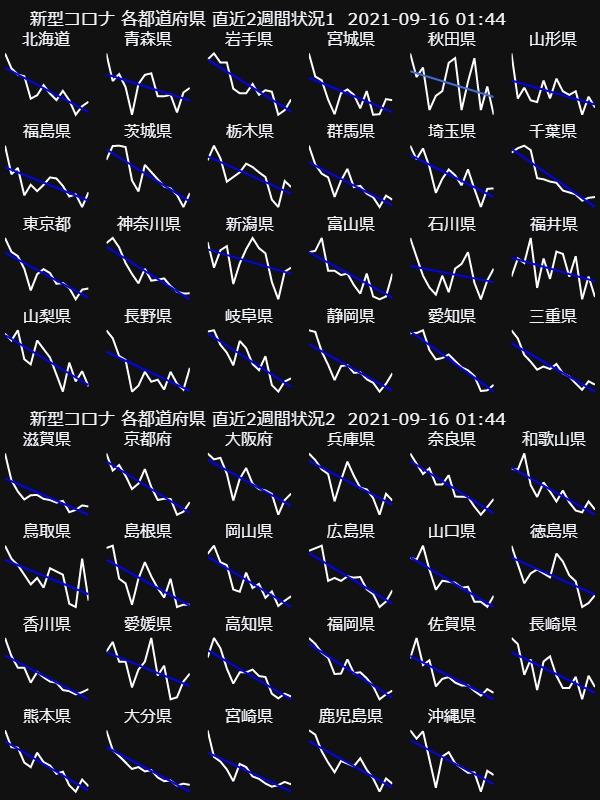 新型コロナ 各都道府県 直近2週間状況1 2021-09-16 01:44
北海道 青森県 岩手県 宮城県 秋田県 山形県
福島県 茨城県 栃木県 群馬県 埼玉県 千葉県
東京都 神奈川県 新潟県 富山県 石川県 福井県
山梨県 長野県 岐阜県 静岡県 愛知県 三重県
新型コロナ 各都道府県 直近2週間状況2 2021-09-16 01:44
滋賀県 京都府 大阪府 兵庫県 奈良県 和歌山県
鳥取県 島根県 岡山県 広島県 山口県 徳島県
香川県 愛媛県 高知県 福岡県 佐賀県 長崎県
熊本県 大分県 宮崎県 鹿児島県 沖縄県